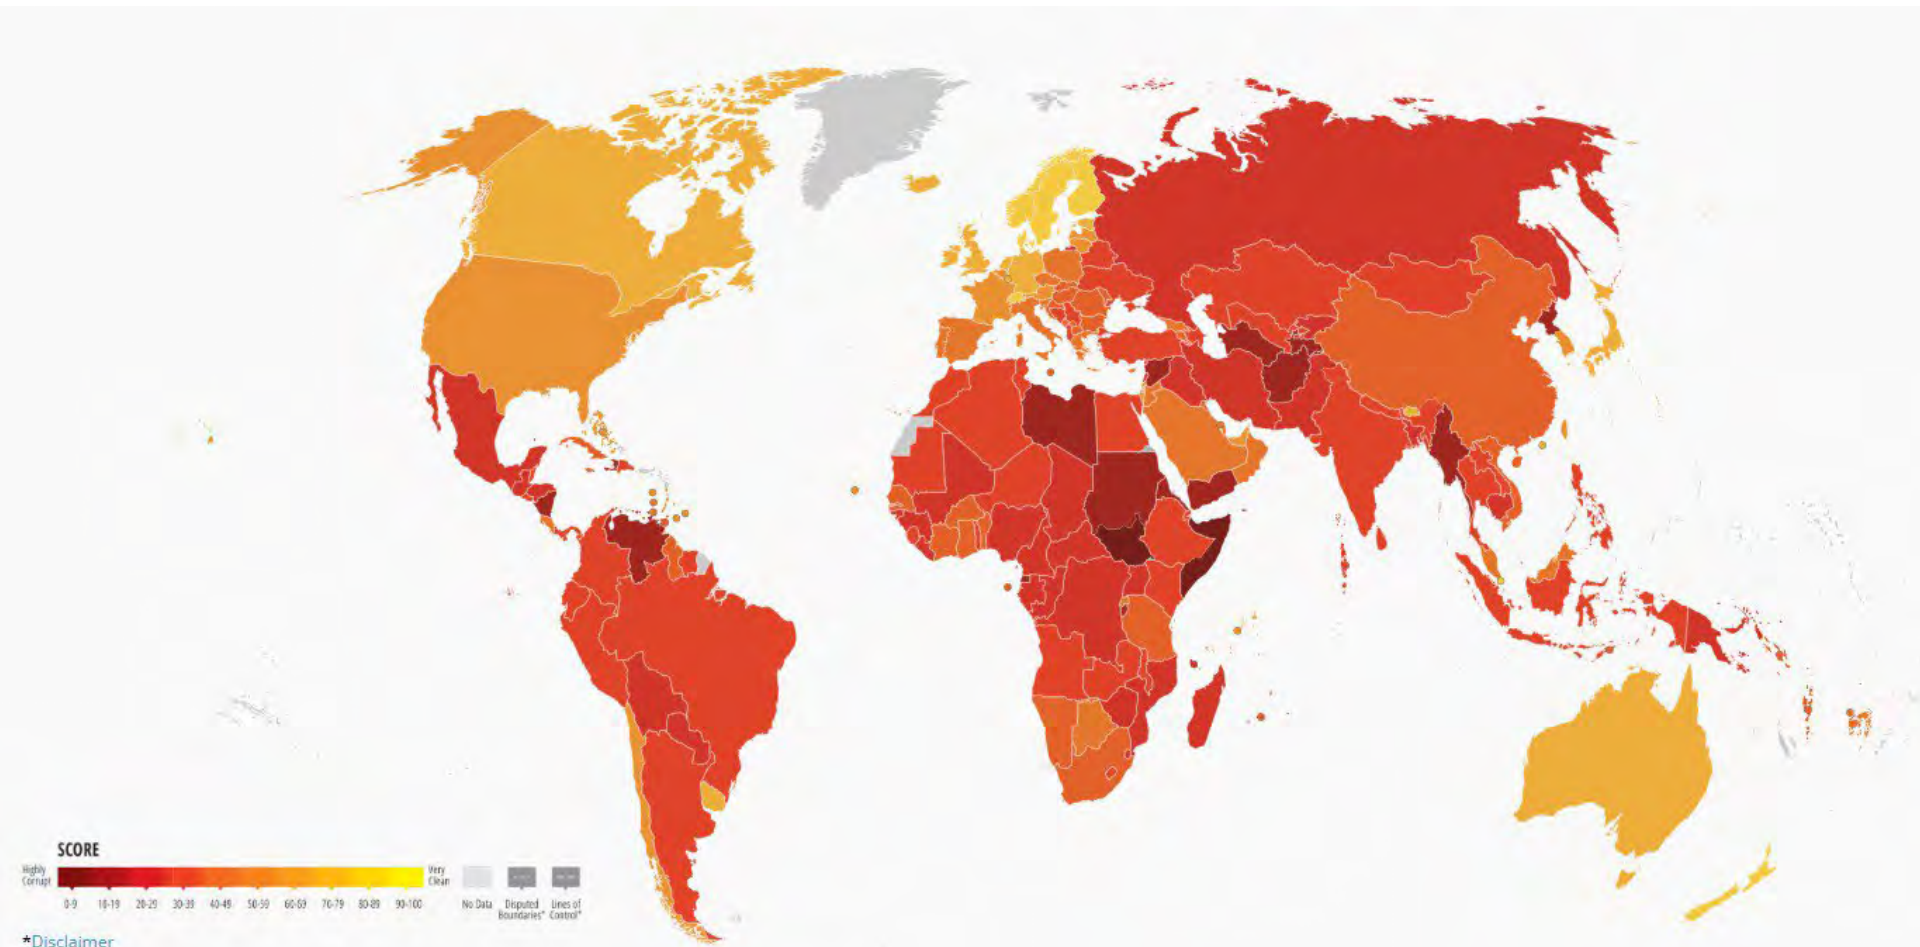 SCORE
Highly
Corrupt
Very
Clean
0-9 10-19 20-29 30-39 40-49 50-59 60-69 70-79 80-89 90-100
No Data
Disputed
Boundaries*
Lines of
Control*
*Disclaimer